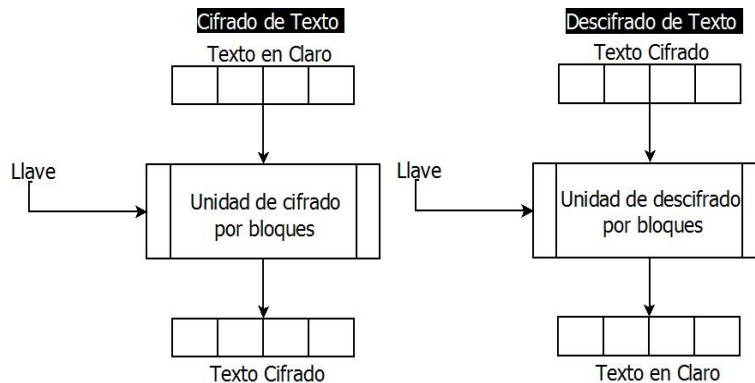 Cifrado de Texto
Texto en Claro
Llave
Unidad de cifrado
por bloques
Texto Cifrado
Descifrado de Texto
Texto Cifrado
Llave
Unidad de descifrado
por bloques
Texto en Claro